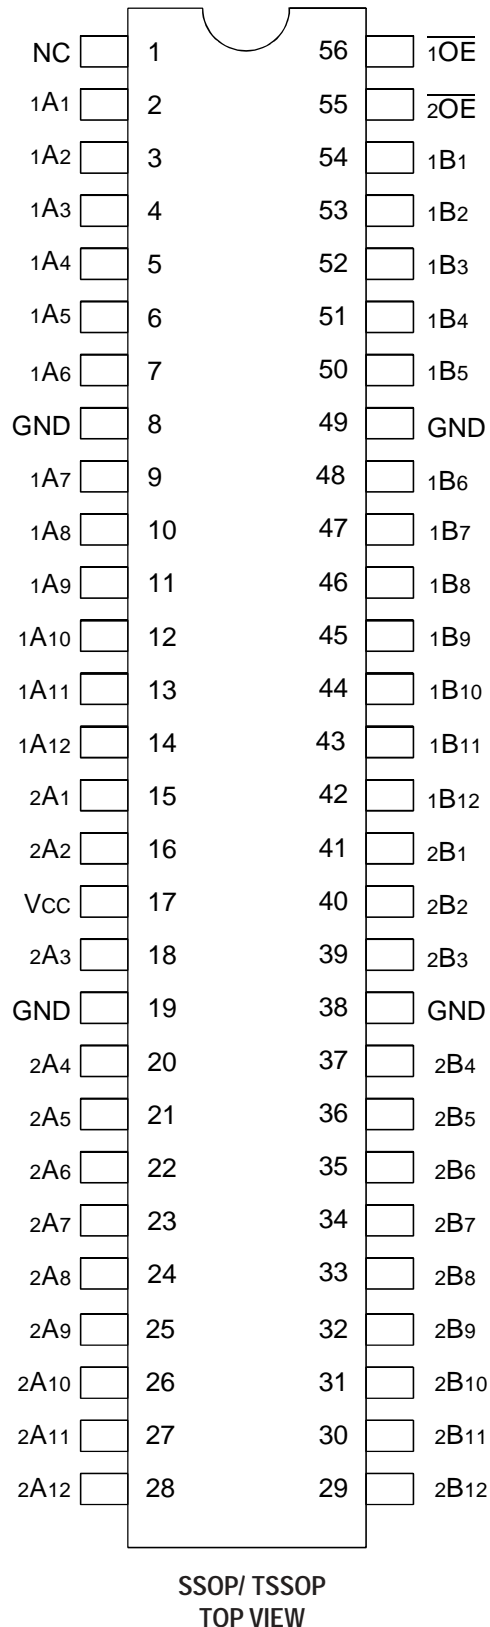 NC 1 56 1OE
1A1 2 55 2OE
1A2 3 54 1B1
1A3 4 53 1B2
1A4 5 52 1B3
1A5 6 51 1B4
1A6 7 50 1B5
GND 8 49 GND
1A7 9 48 1B6
1A8 10 47 1B7
1A9 11 46 1B8
1A10 12 45 1B9
1A11 13 44 1B10
1A12 14 43 1B11
2A1 15 42 1B12
2A2 16 41 2B1
VCC 17 40 2B2
2A3 18 39 2B3
GND 19 38 GND
2A4 20 37 2B4
2A5 21 36 2B5
2A6 22 35 2B6
2A7 23 34 2B7
2A8 24 33 2B8
2A9 25 32 2B9
2A10 26 31 2B10
2A11 27 30 2B11
2A12 28 29 2B12
SSOP/ TSSOP
TOP VIEW